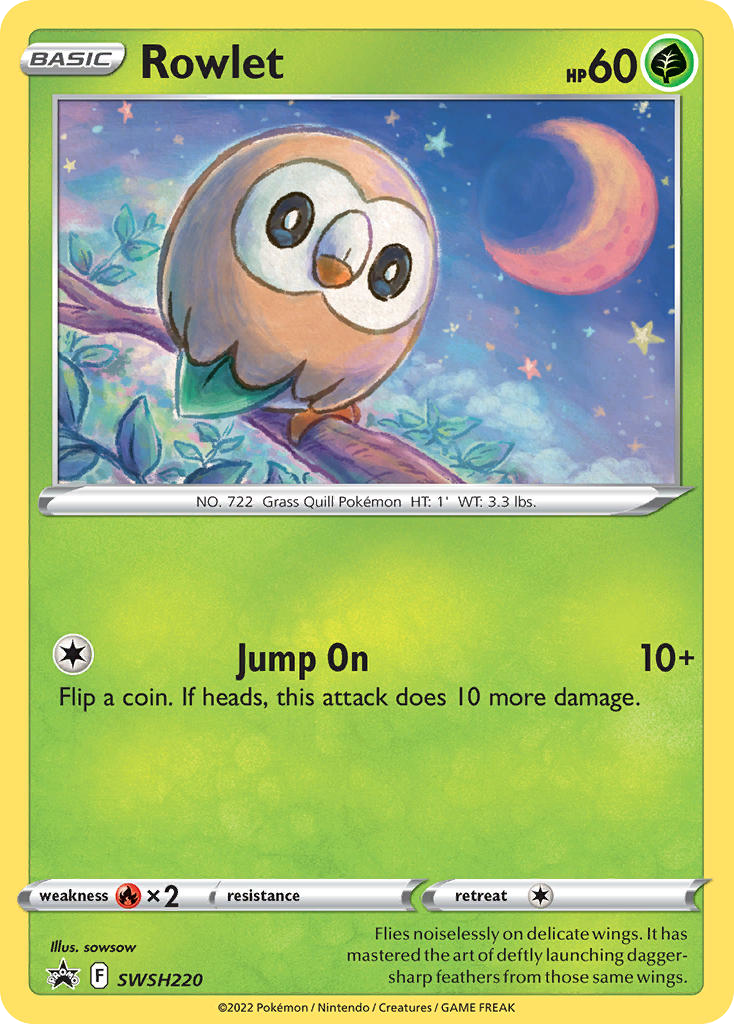 BASIC Rowlet HP60
NO. 722 Grass Quill Pokémon HT: 1' WT: 3.3 lbs.
Jump On 10+
Flip a coin. If heads, this attack does 10 more damage.
weakness ×2 resistance retreat
Illus. sowsow
Flies noiselessly on delicate wings. It has
mastered the art of deftly launching dagger-
sharp feathers from those same wings.
PROMO F SWSH220
©2022 Pokémon / Nintendo / Creatures / GAME FREAK